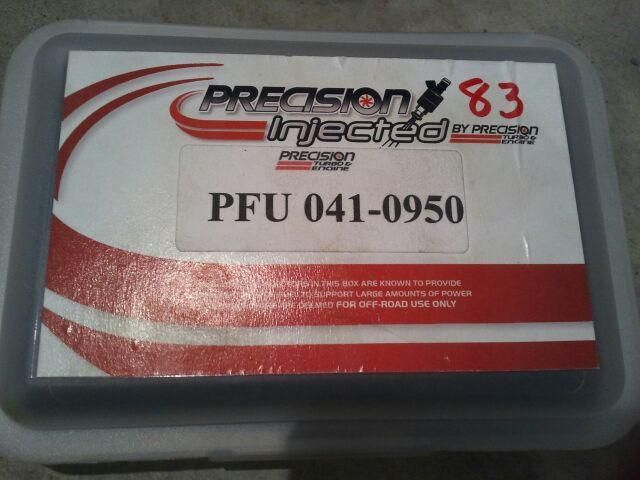 PRECISION
Injected
83
BY PRECISION
TURBO &
ENGINE
PRECISION
TURBO &
ENGINE
PFU 041-0950
IN THIS BOX ARE KNOWN TO PROVIDE
TO SUPPORT LARGE AMOUNTS OF POWER
DEEMED FOR OFF-ROAD USE ONLY